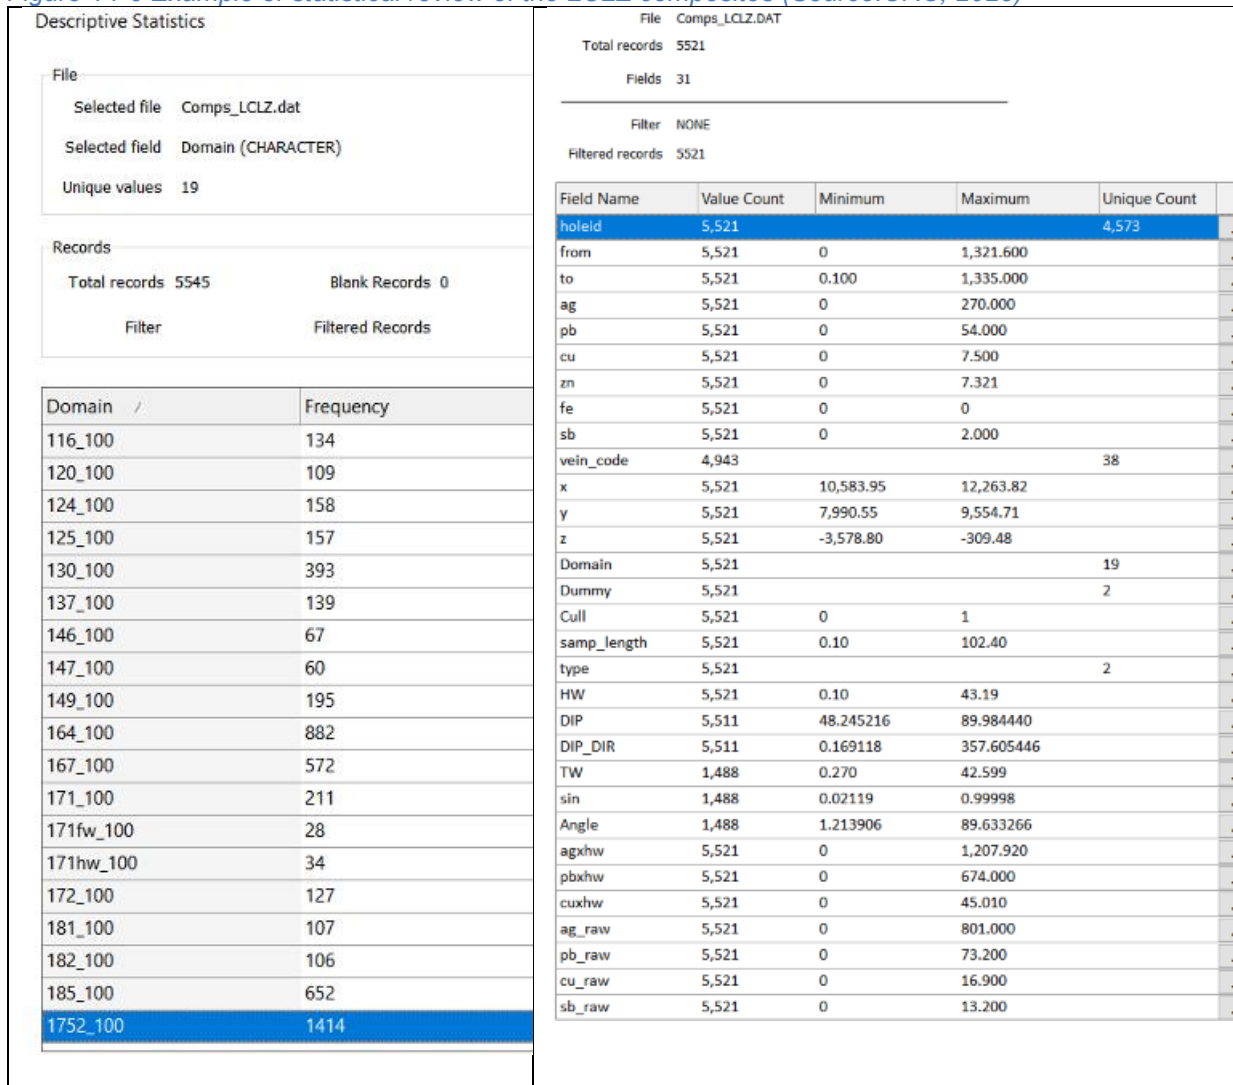 Descriptive Statistics
File
Selected file Comps_LCLZ.dat
Selected field Domain (CHARACTER)
Unique values 19
Records
Total records 5545 Blank Records 0
Filter Filtered Records
Domain / Frequency
116_100 134
120_100 109
124_100 158
125_100 157
130_100 393
137_100 139
146_100 67
147_100 60
149_100 195
164_100 882
167_100 572
171_100 211
171fw_100 28
171hw_100 34
172_100 127
181_100 107
182_100 106
185_100 652
1752_100 1414
File Comps_LCLZ.DAT
Total records 5521
Fields 31
Filter NONE
Filtered records 5521
Field Name Value Count Minimum Maximum Unique Count
holeid 5,521 4,573
from 5,521 0 1,321.600
to 5,521 0.100 1,335.000
ag 5,521 0 270.000
pb 5,521 0 54.000
cu 5,521 0 7.500
zn 5,521 0 7.321
fe 5,521 0 0
sb 5,521 0 2.000
vein_code 4,943 38
x 5,521 10,583.95 12,263.82
y 5,521 7,990.55 9,554.71
z 5,521 -3,578.80 -309.48
Domain 5,521 19
Dummy 5,521 2
Cull 5,521 0 1
samp_length 5,521 0.10 102.40
type 5,521 2
HW 5,521 0.10 43.19
DIP 5,511 48.245216 89.984440
DIP_DIR 5,511 0.169118 357.605446
TW 1,488 0.270 42.599
sin 1,488 0.02119 0.99998
Angle 1,488 1.213906 89.633266
agxhw 5,521 0 1,207.920
pbxhw 5,521 0 674.000
cuxhw 5,521 0 45.010
ag_raw 5,521 0 801.000
pb_raw 5,521 0 73.200
cu_raw 5,521 0 16.900
sb_raw 5,521 0 13.200